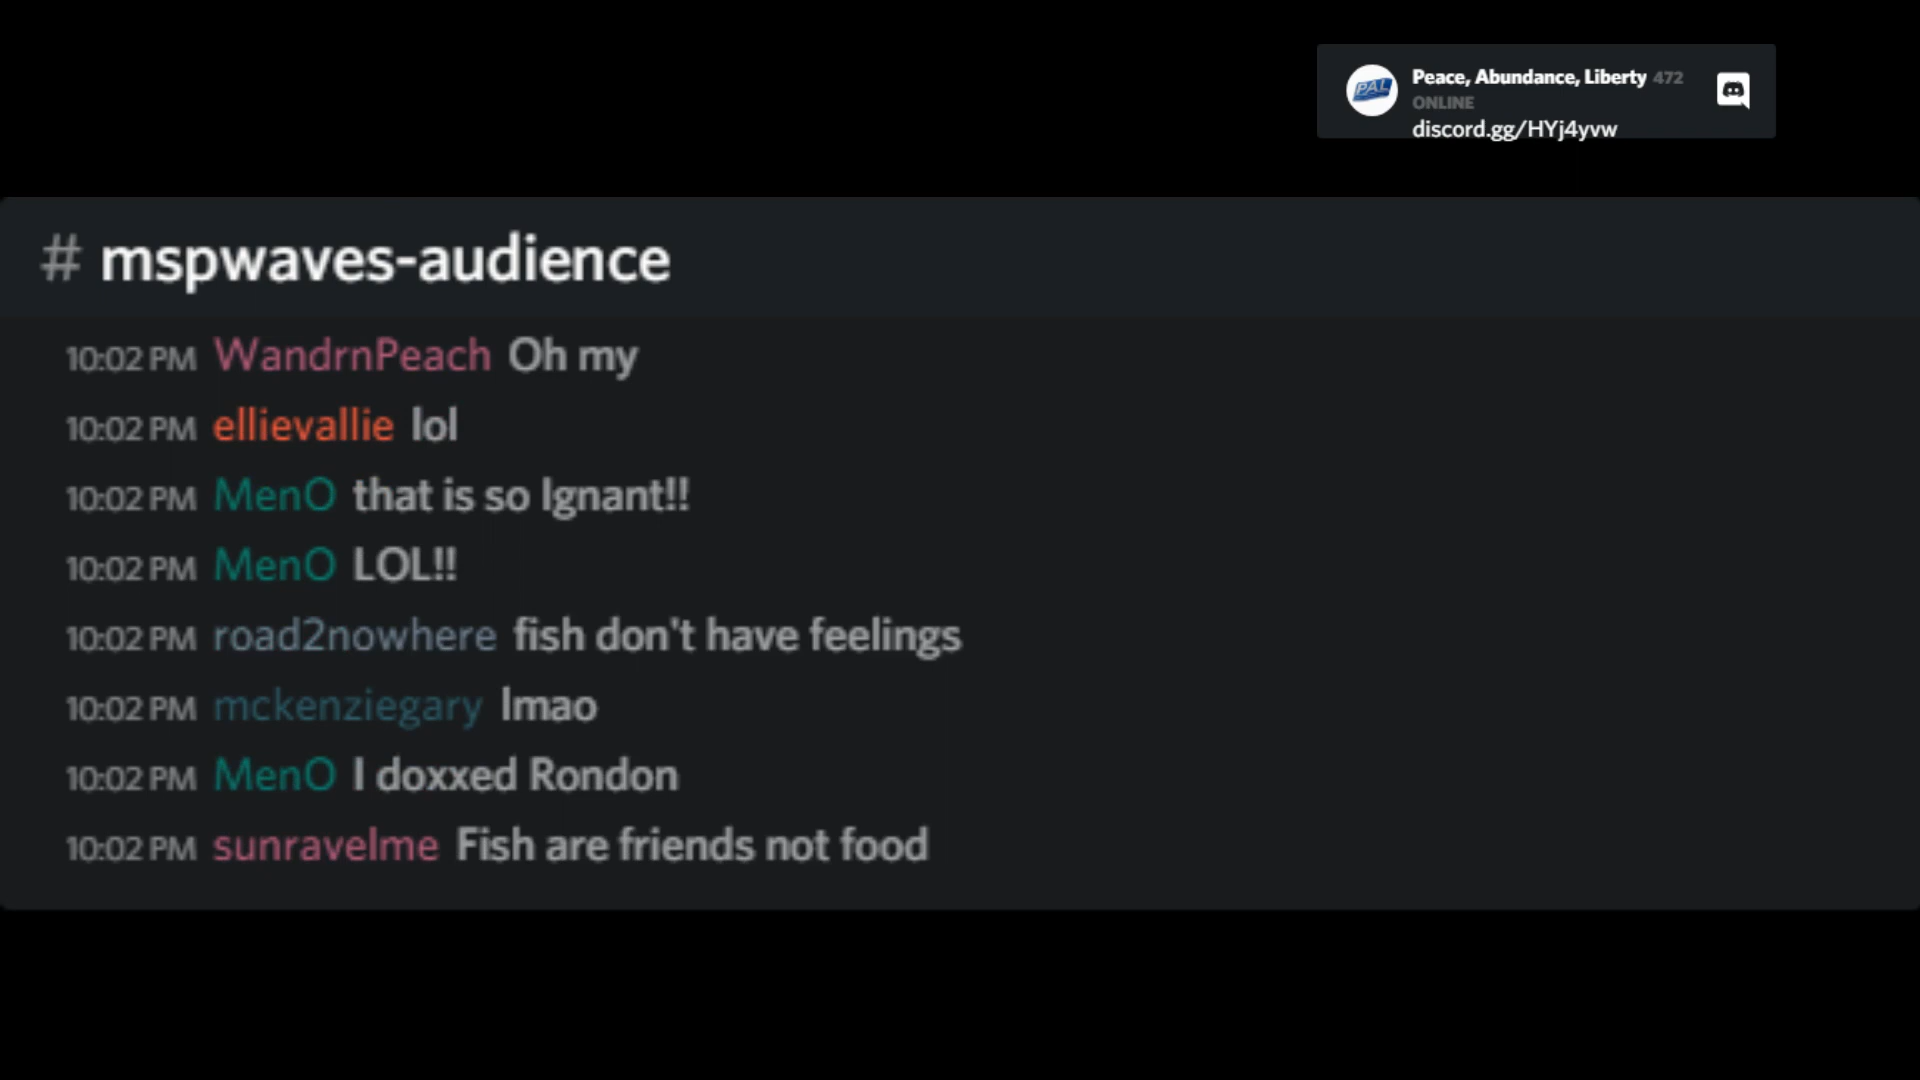 PAL
Peace, Abundance, Liberty 472
ONLINE
discord.gg/HYj4yvw
# mspwaves-audience
10:02 PM WandrnPeach Oh my
10:02 PM ellievallie lol
10:02 PM MenO that is so Ignant!!
10:02 PM MenO LOL!!
10:02 PM road2nowhere fish don't have feelings
10:02 PM mckenziegary lmao
10:02 PM MenO I doxxed Rondon
10:02 PM sunravelme Fish are friends not food